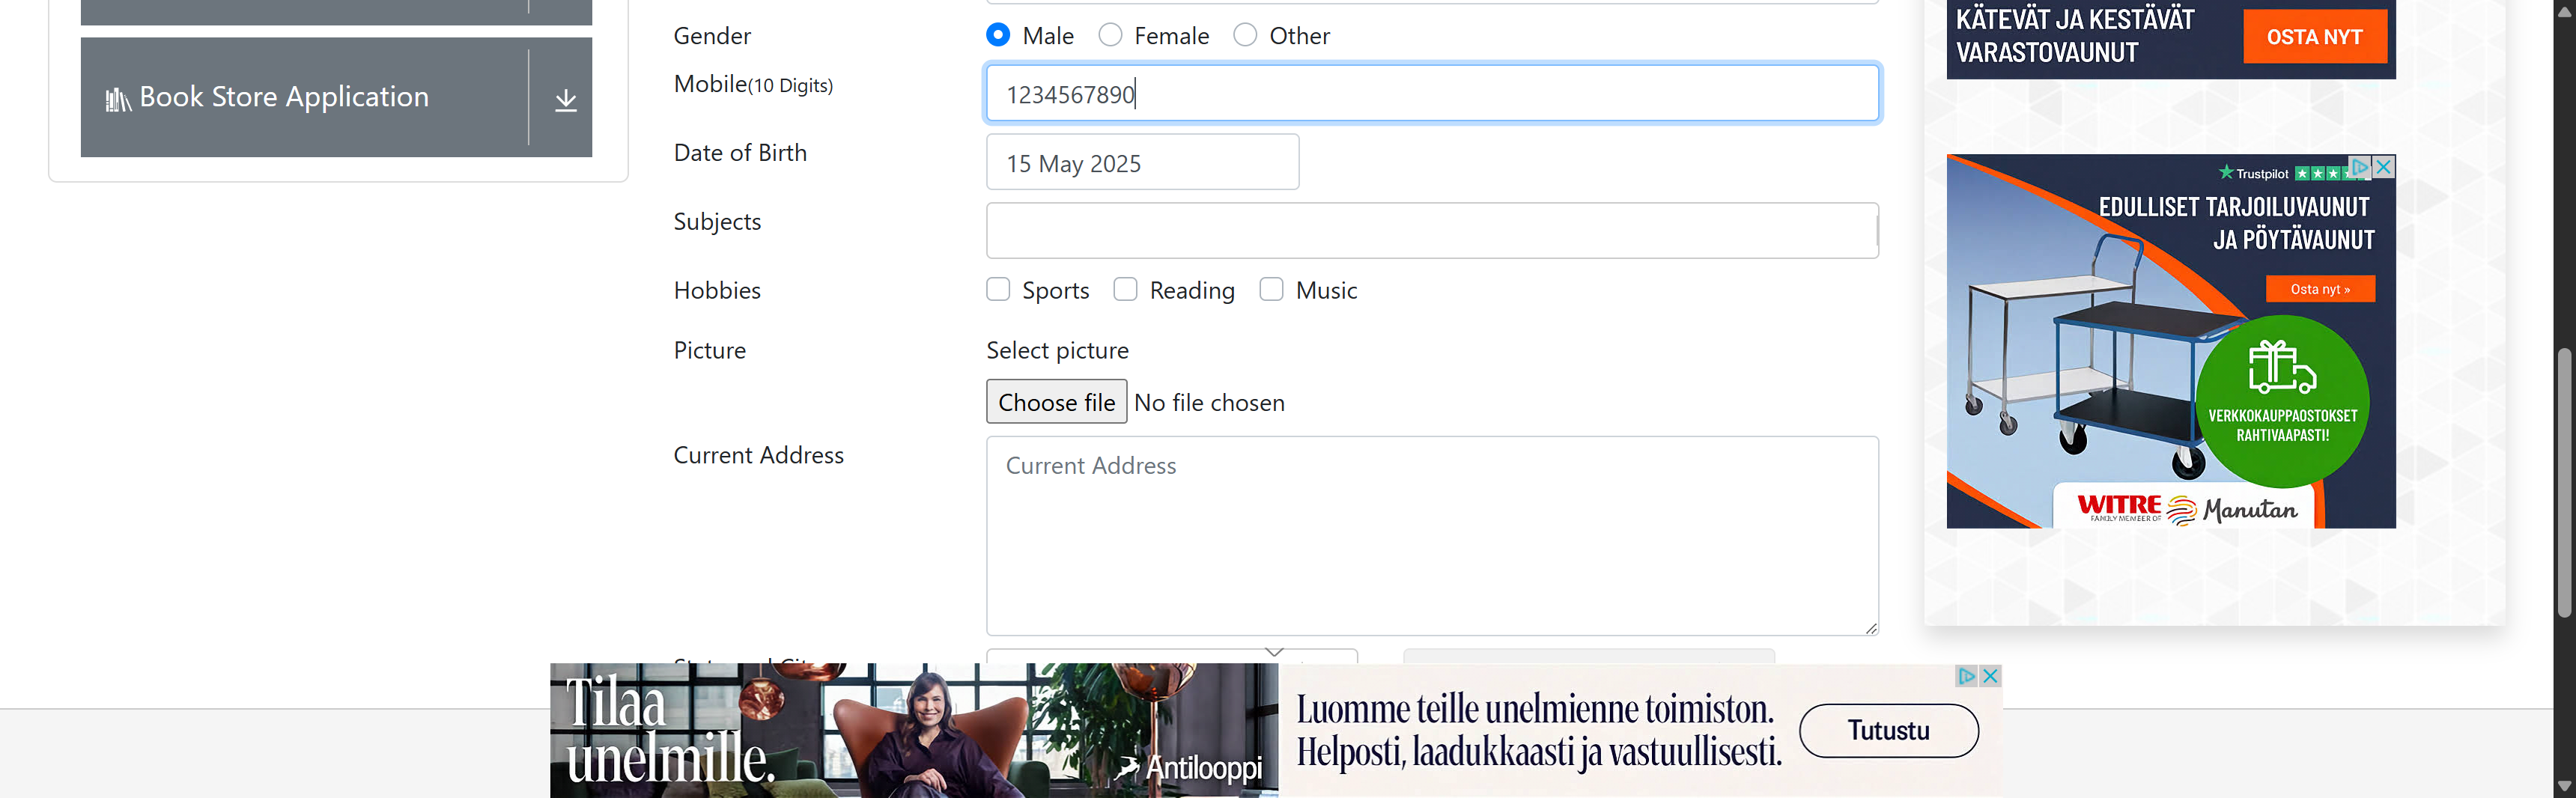 Book Store Application
Gender
Male
Female
Other
Mobile(10 Digits)
1234567890
Date of Birth
15 May 2025
Subjects
Hobbies
Sports
Reading
Music
Picture
Select picture
Choose file
No file chosen
Current Address
Current Address
KÄTEVÄT JA KESTÄVÄT
VARASTOVAUNUT
OSTA NYT
Trustpilot
EDULLISET TARJOILUVAUNUT
JA PÖYTÄVAUNUT
Osta nyt »
VERKKOKAUPPAOSTOKSET
RAHTIVAAPASTI!
WITRE
FAMILY MEMBER OF
Manutan
Tilaa
unelmille.
Antilooppi
Luomme teille unelmienne toimiston.
Helposti, laadukkaasti ja vastuullisesti.
Tutustu